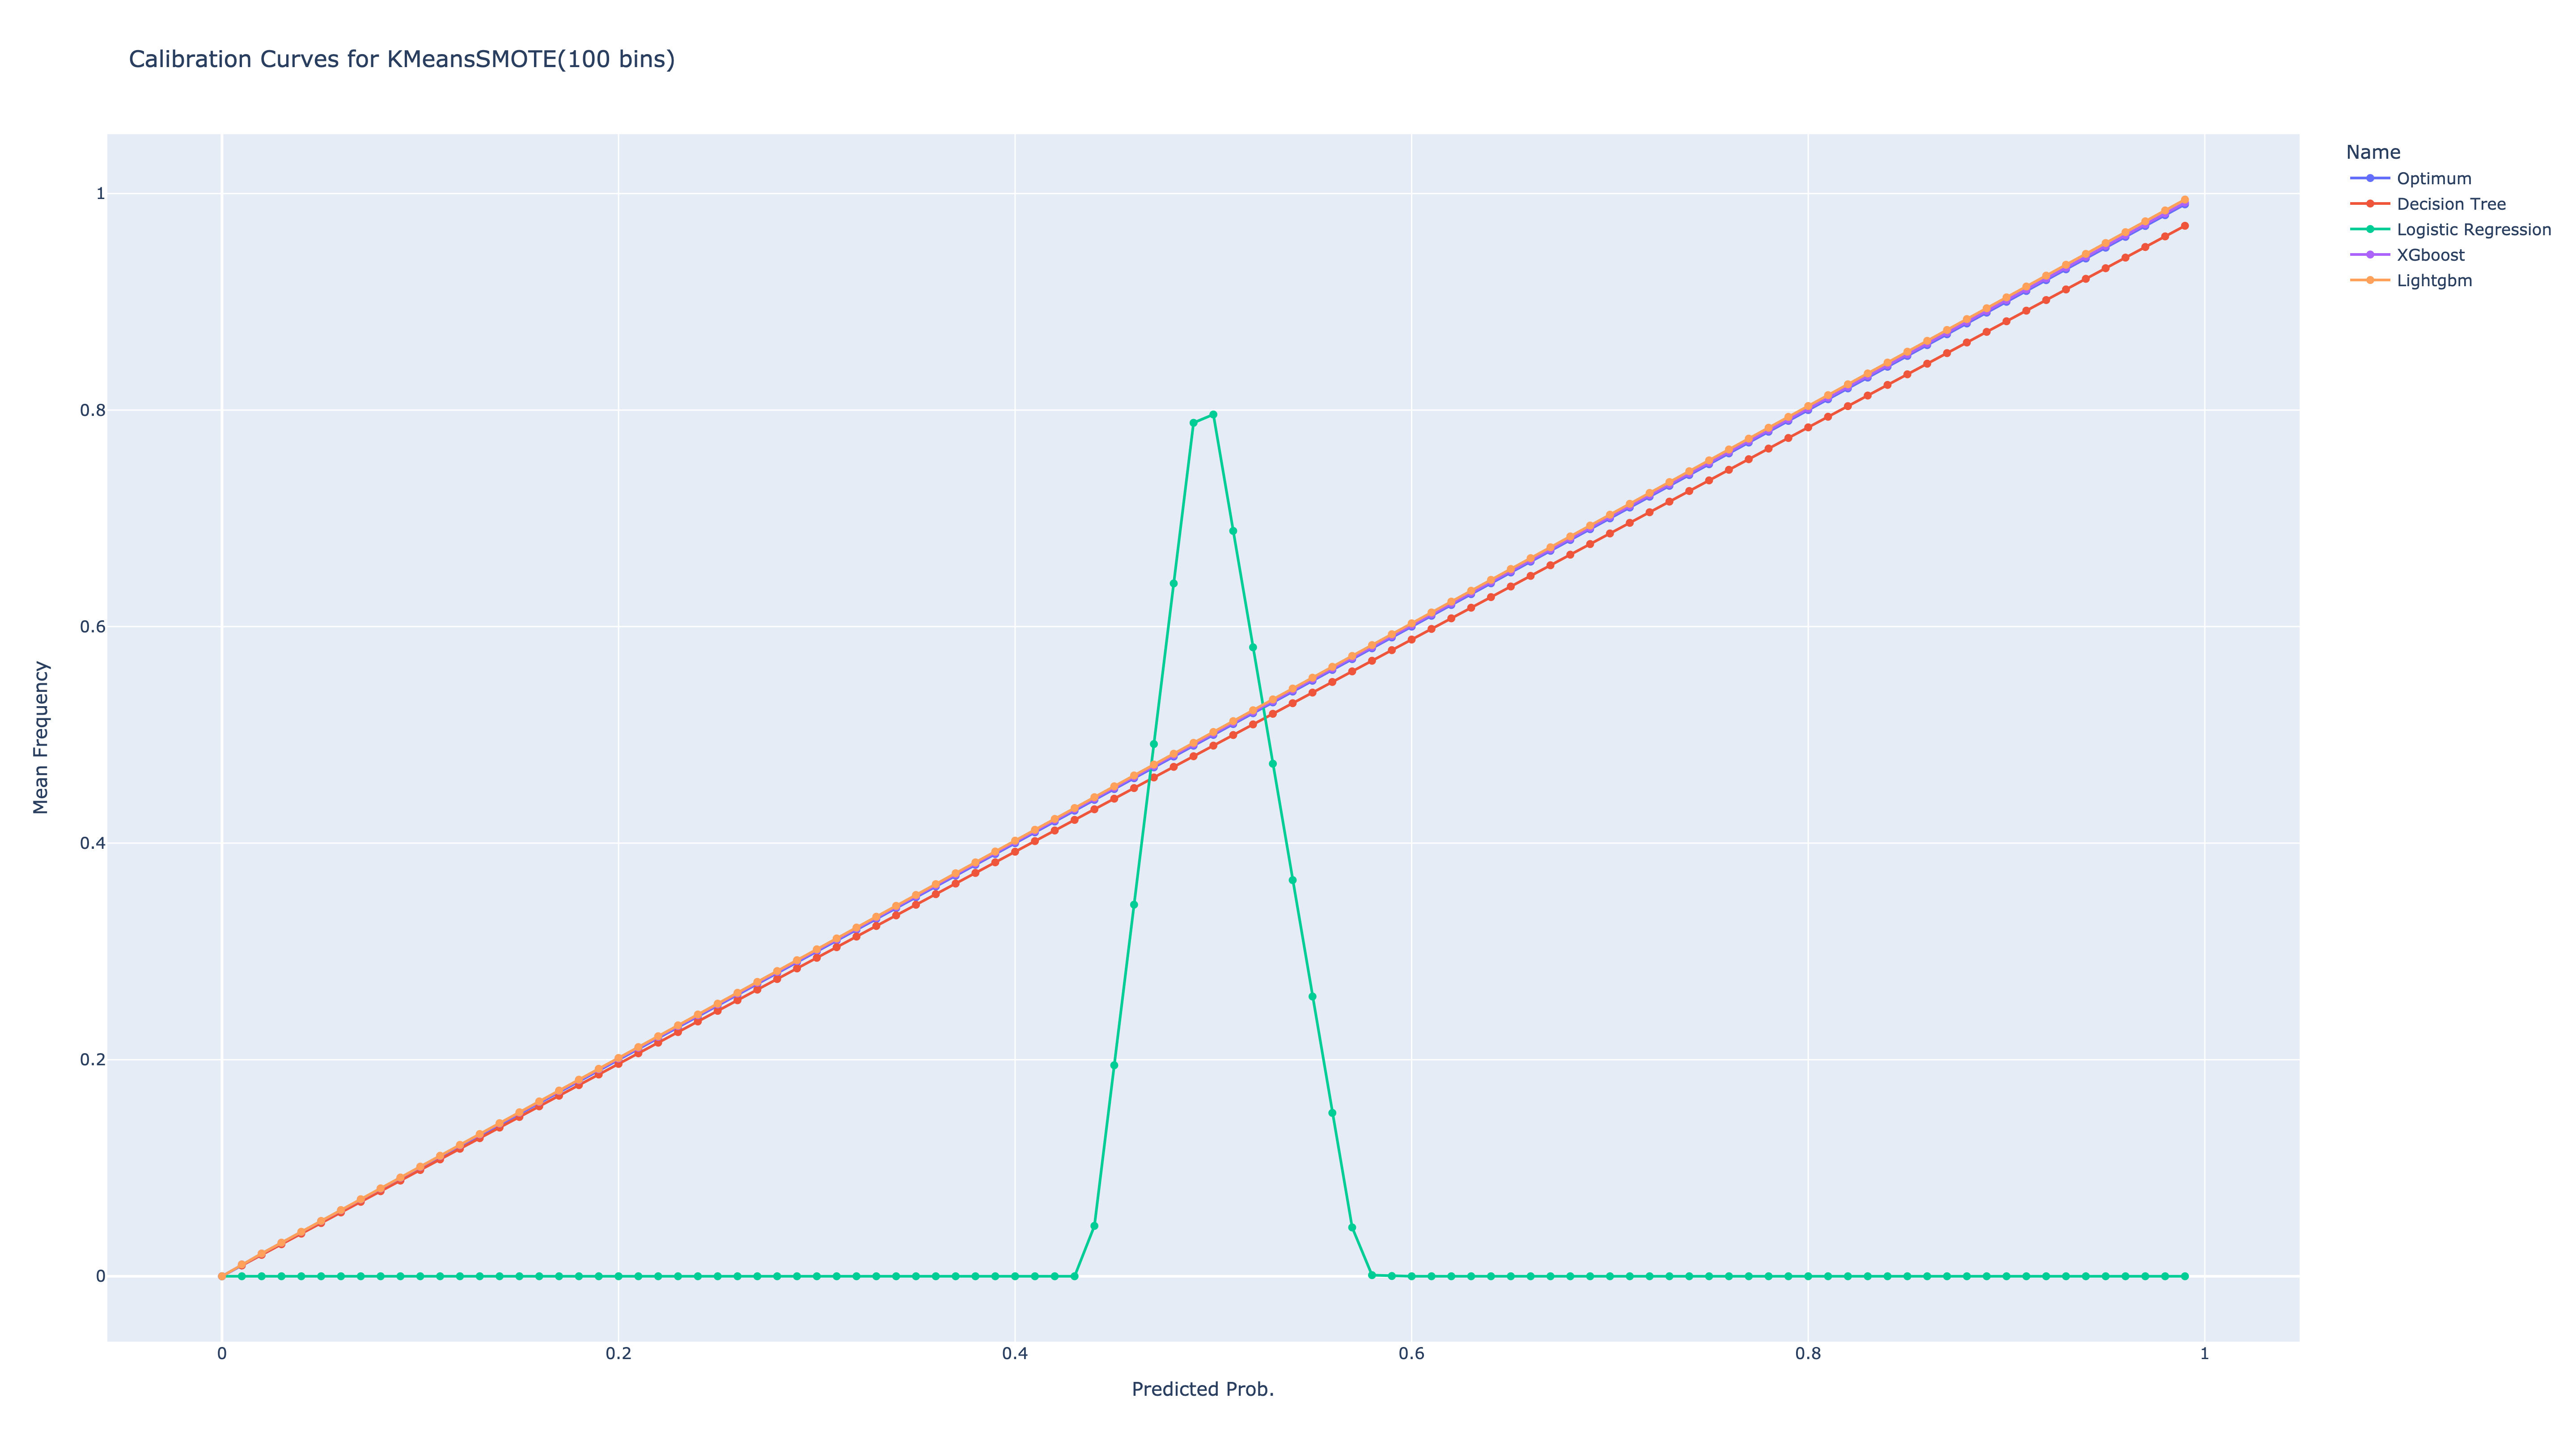 Calibration Curves for KMeansSMOTE(100 bins)
Name
Optimum
Decision Tree
Logistic Regression
XGboost
Lightgbm
1
0.8
0.6
0.4
0.2
0
Mean Frequency
0 0.2 0.4 0.6 0.8 1
Predicted Prob.